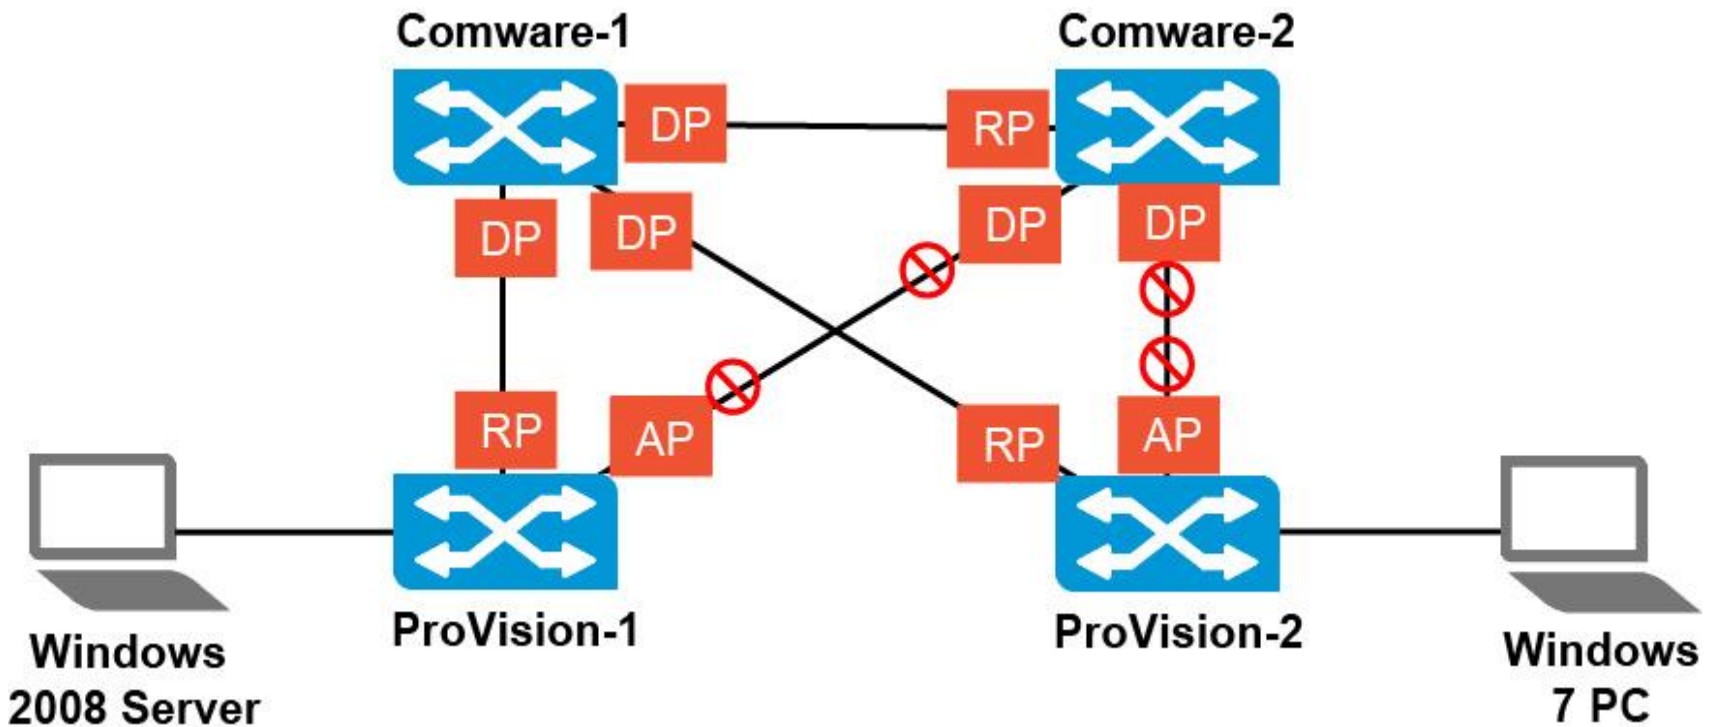 Comware-1
Comware-2
DP
RP
DP
DP
DP
DP
RP
AP
RP
AP
ProVision-1
ProVision-2
Windows
2008 Server
Windows
7 PC